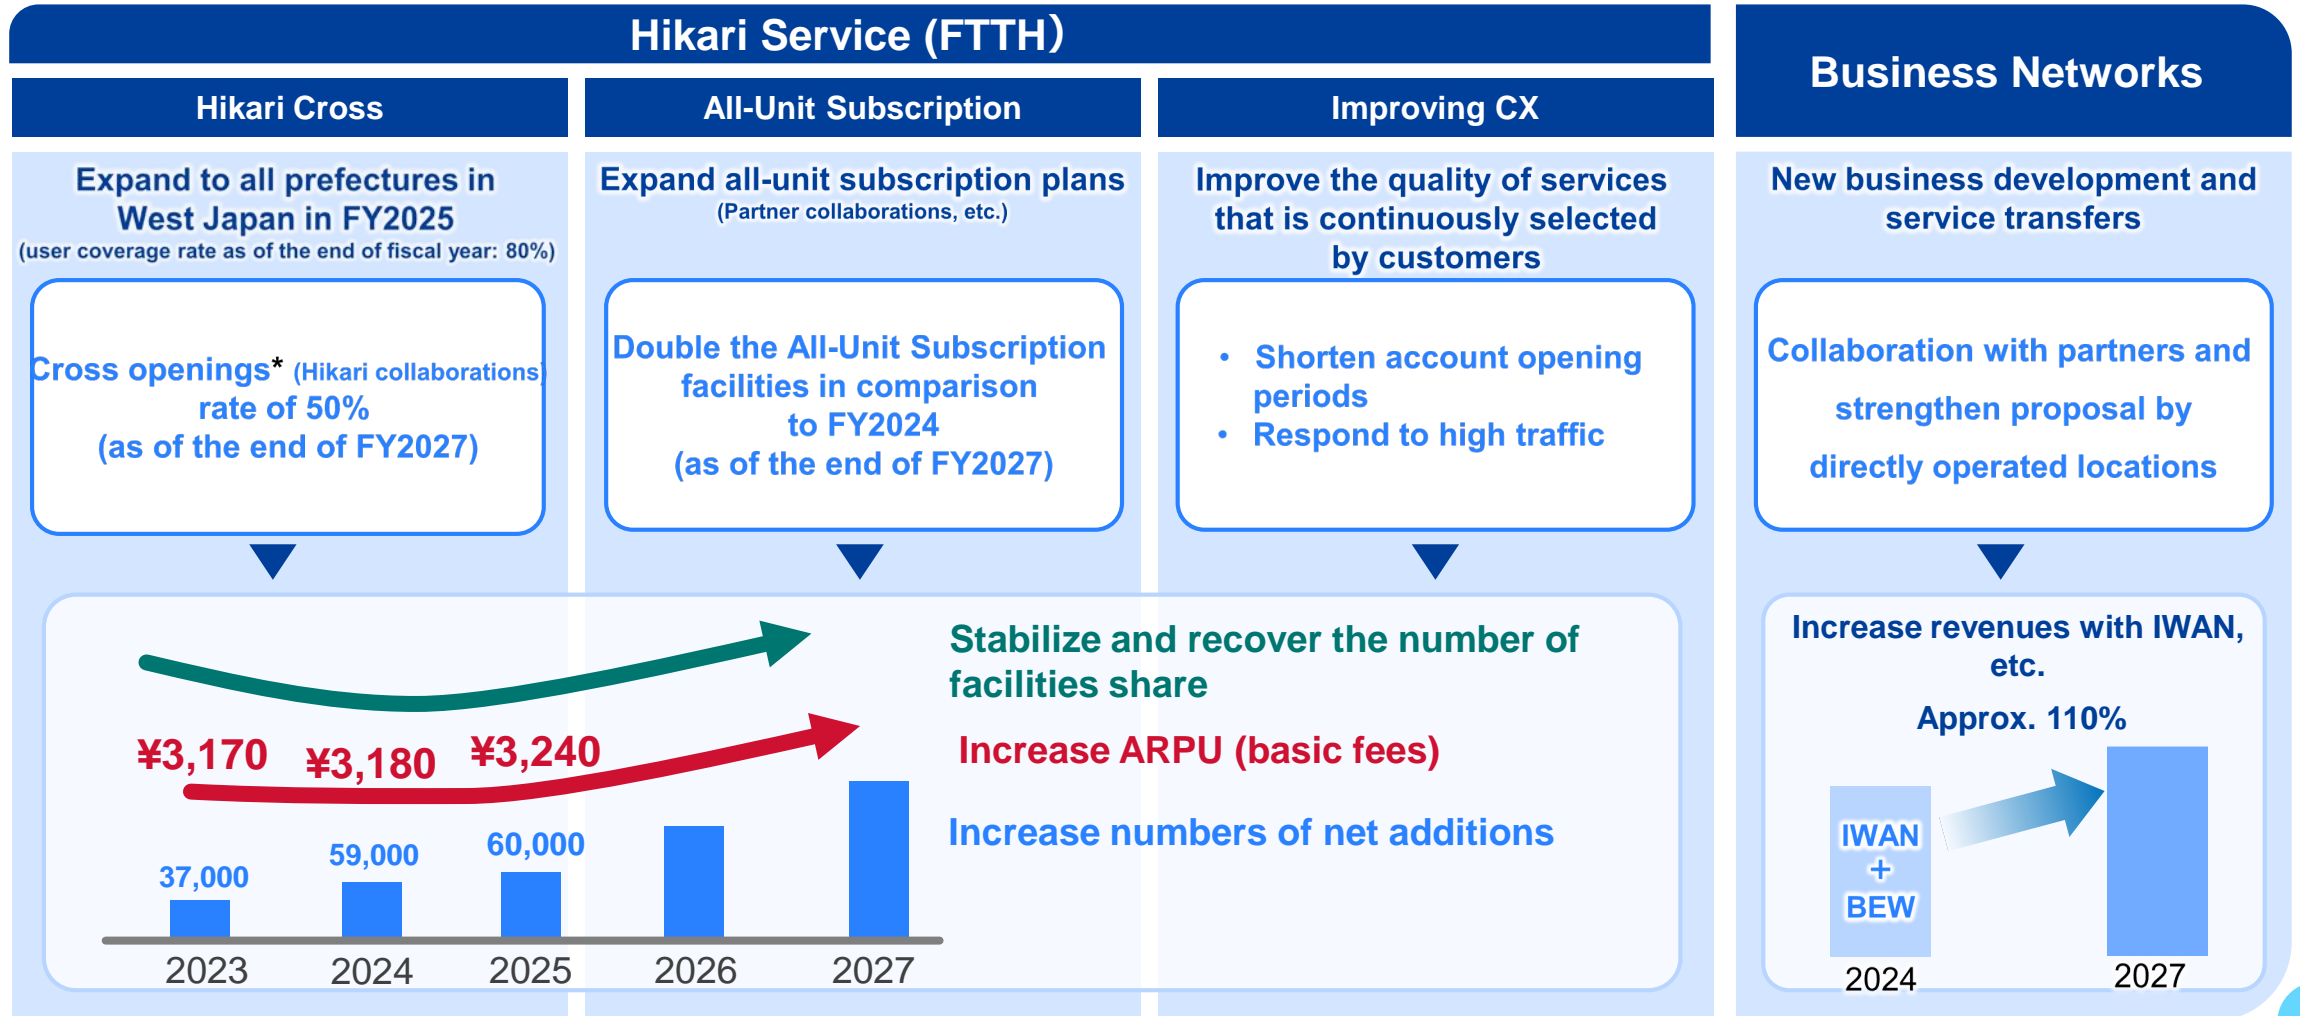 Hikari Service (FTTH）
Hikari Cross
Expand to all prefectures in
West Japan in FY2025
(user coverage rate as of the end of fiscal year: 80%)
Cross openings* (Hikari collaborations)
rate of 50%
(as of the end of FY2027)
All-Unit Subscription
Expand all-unit subscription plans
(Partner collaborations, etc.)
Double the All-Unit Subscription
facilities in comparison
to FY2024
(as of the end of FY2027)
Improving CX
Improve the quality of services
that is continuously selected
by customers
• Shorten account opening
periods
• Respond to high traffic
Stabilize and recover the number of
facilities share
¥3,170 ¥3,180 ¥3,240
Increase ARPU (basic fees)
37,000 59,000 60,000
Increase numbers of net additions
2023 2024 2025 2026 2027
Business Networks
New business development and
service transfers
Collaboration with partners and
strengthen proposal by
directly operated locations
Increase revenues with IWAN,
etc.
Approx. 110%
IWAN
+
BEW
2024 2027